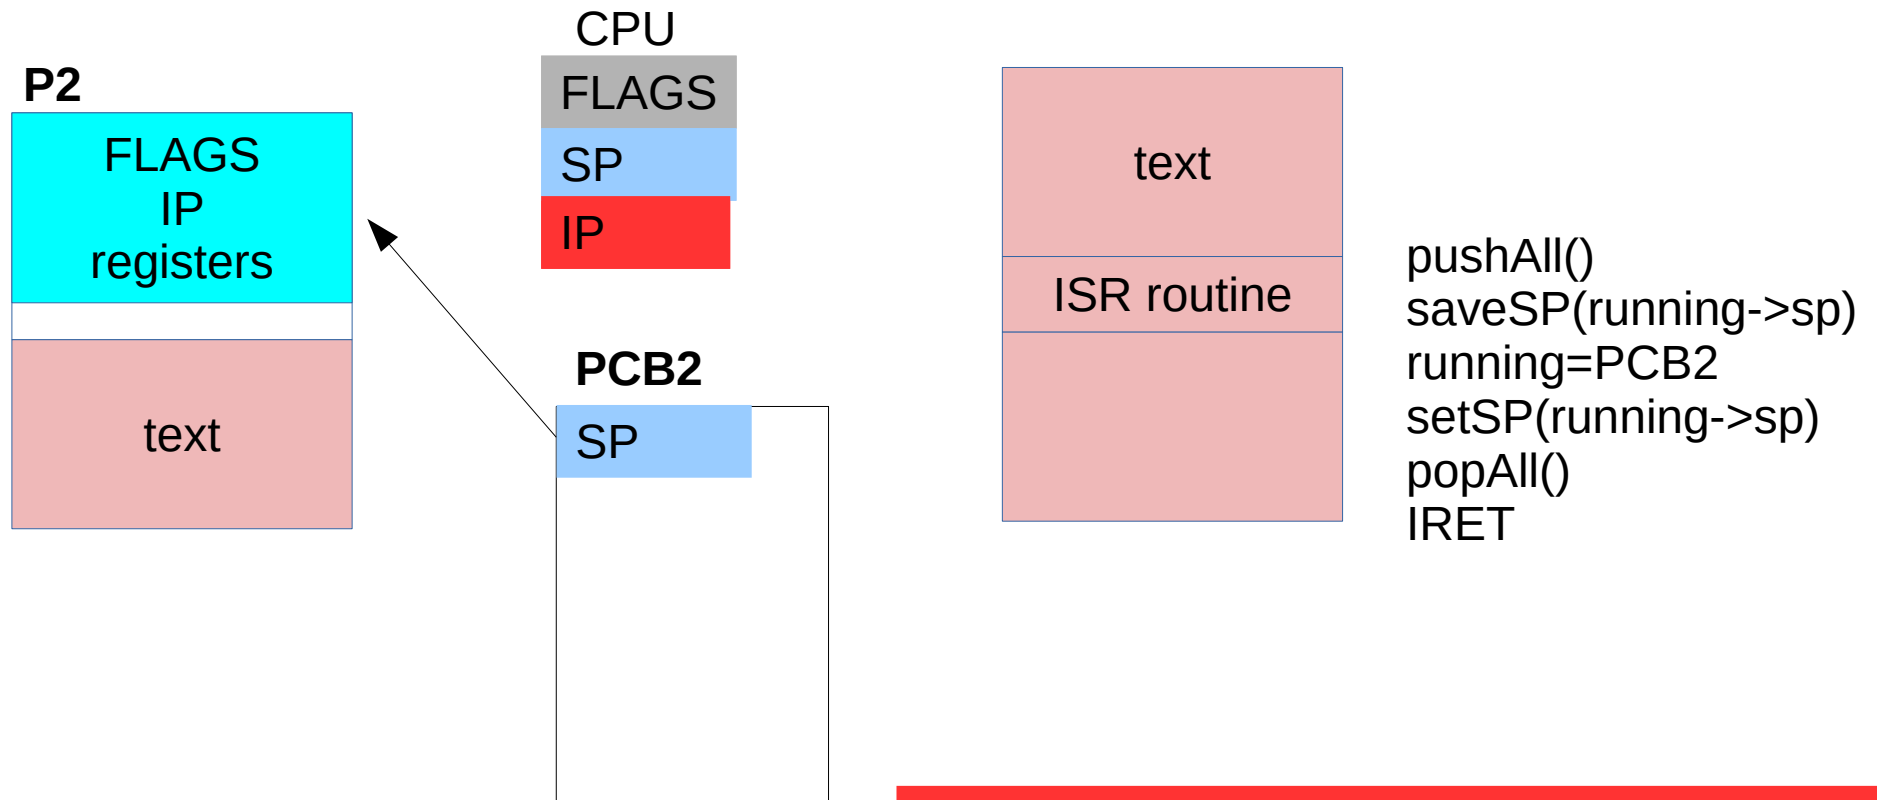 CPU
P2
FLAGS
SP
IP
FLAGS
IP
registers
text
PCB2
SP
text
ISR routine
pushAll()
saveSP(running->sp)
running=PCB2
setSP(running->sp)
popAll()
IRET